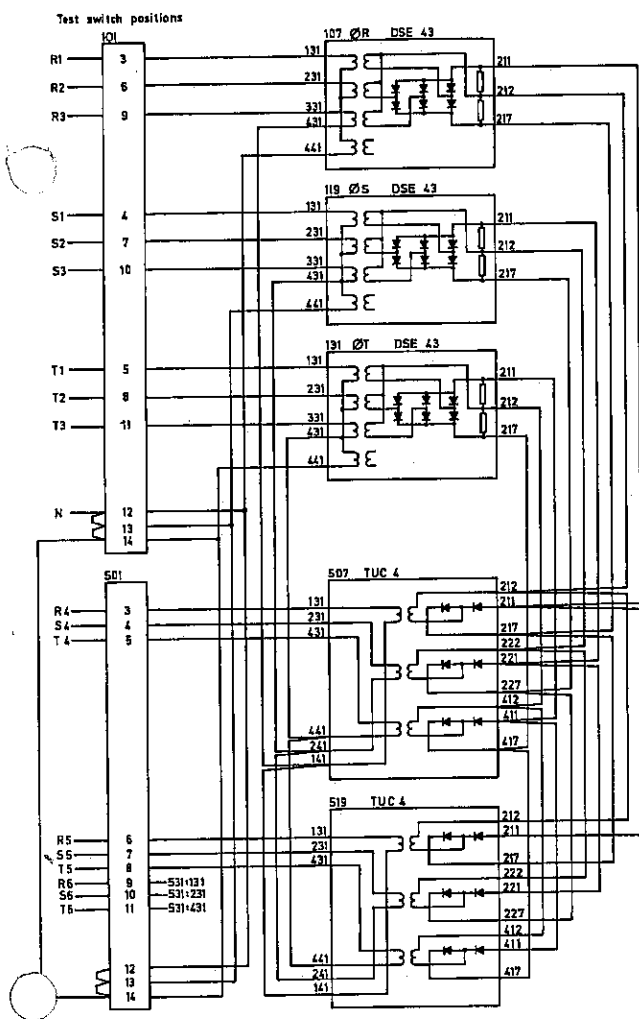 Test switch positions
101
107 ØR DSE 43
R1 3 131 211
R2 6 231 212
R3 9 331 217
431
441
119 ØS DSE 43
S1 4 131 211
S2 7 231 212
S3 10 331 217
431
441
131 ØT DSE 43
T1 5 131 211
T2 8 231 212
T3 11 331 217
431
441
N 12
13
14
501
507 TUC 4
212
R4 3 131 211
S4 4 231 217
T4 5 431 222
221
227
412
441 411
241 417
141
519 TUC 4
212
R5 6 131 211
S5 7 231 217
T5 8 431 222
R6 9 531:131 221
S6 10 531:231
T6 11 531:431 227
412
441 411
12
241 417
13
141
14